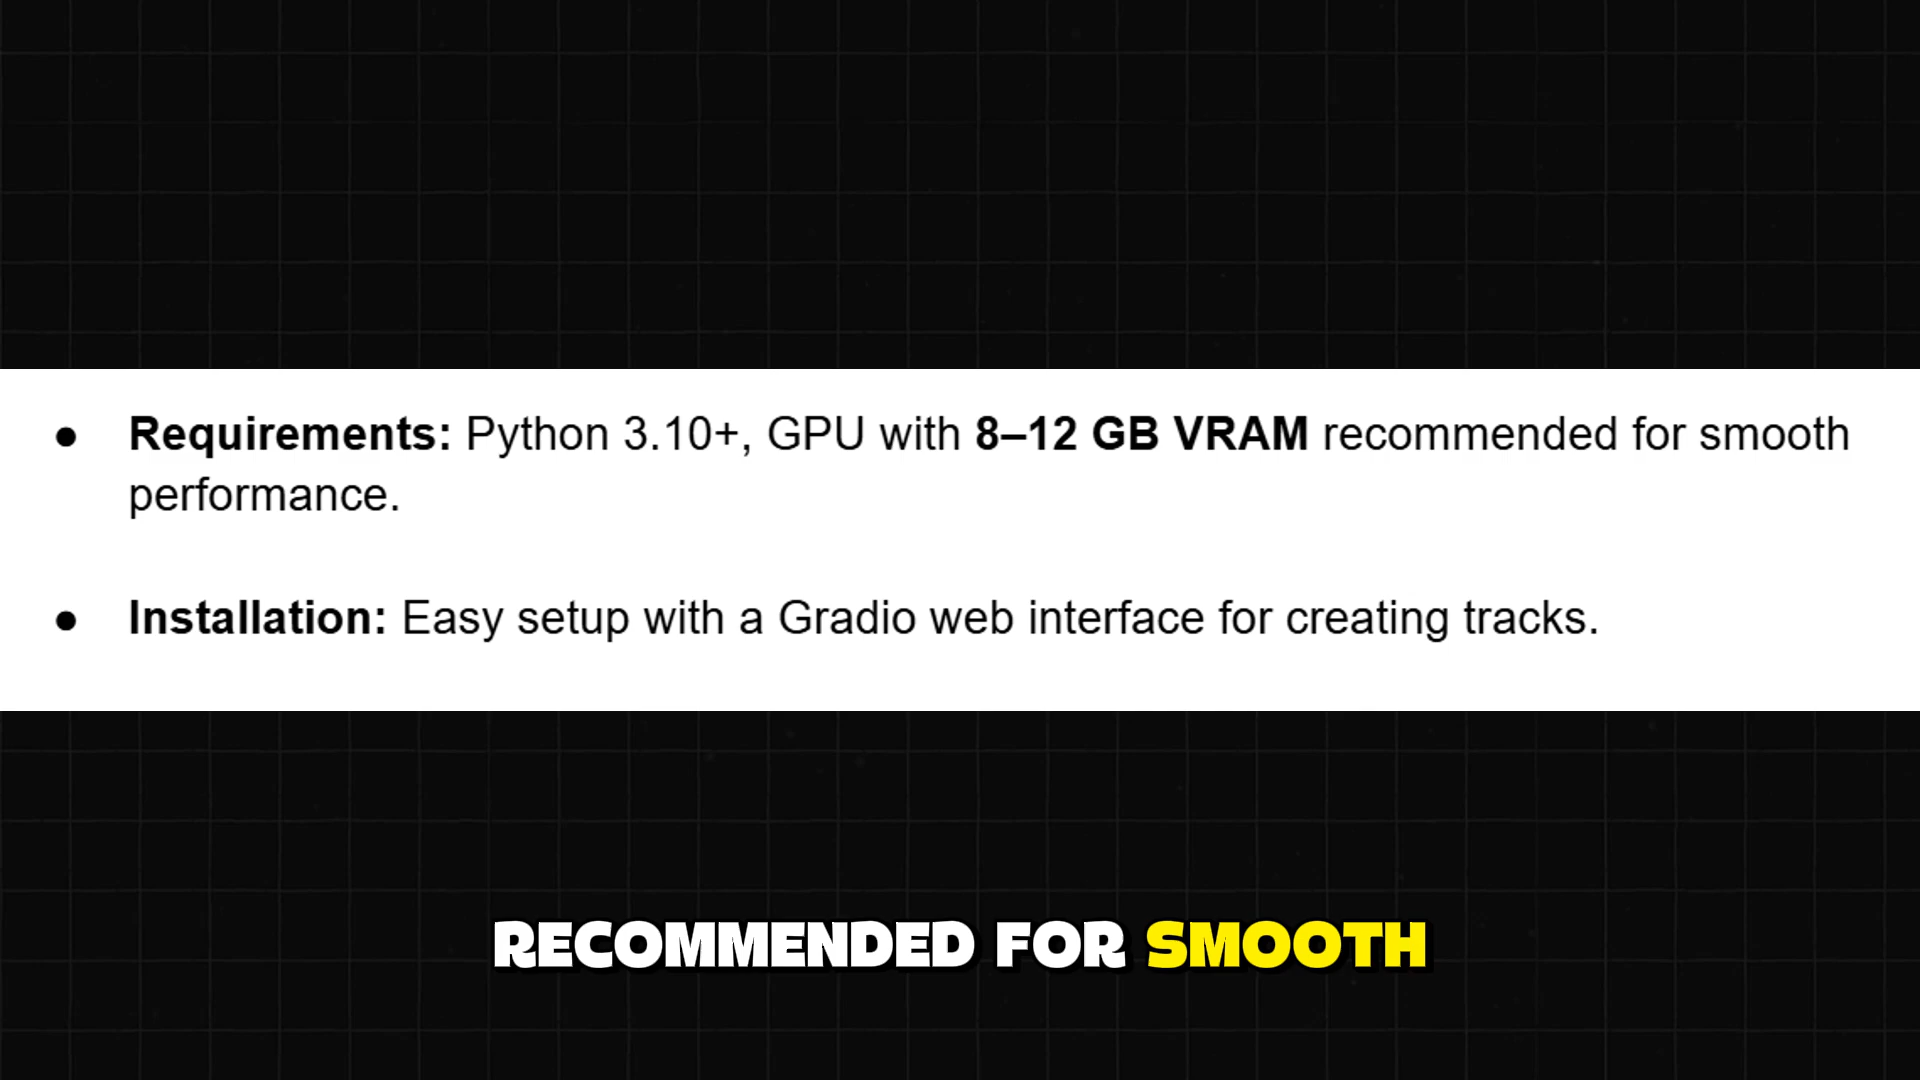 ● Requirements: Python 3.10+, GPU with 8–12 GB VRAM recommended for smooth
performance.
● Installation: Easy setup with a Gradio web interface for creating tracks.
RECOMMENDED FOR SMOOTH